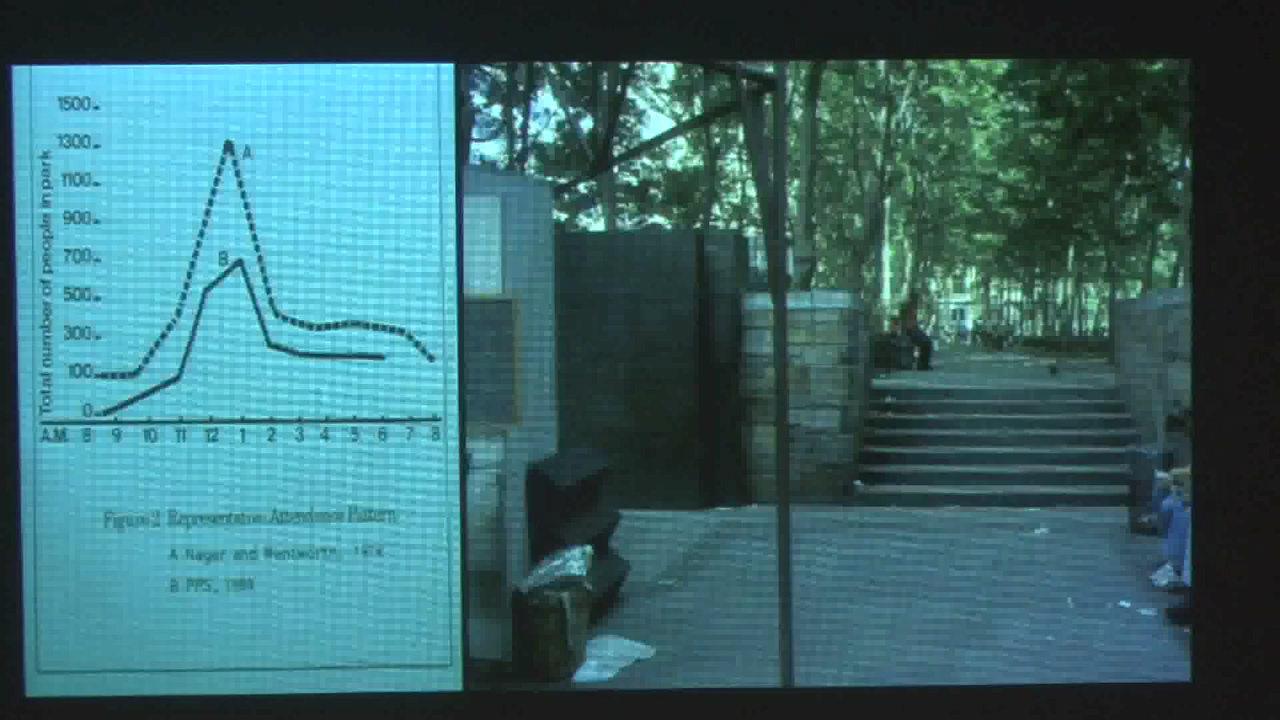 1500
1300
1100
900
700
500
300
100
0
Total number of people in park
A
B
A.M. 8 9 10 11 12 1 2 3 4 5 6 7 8
Figure 2 Representative Attendance Pattern
A Nager and Wentworth,
B PPS,